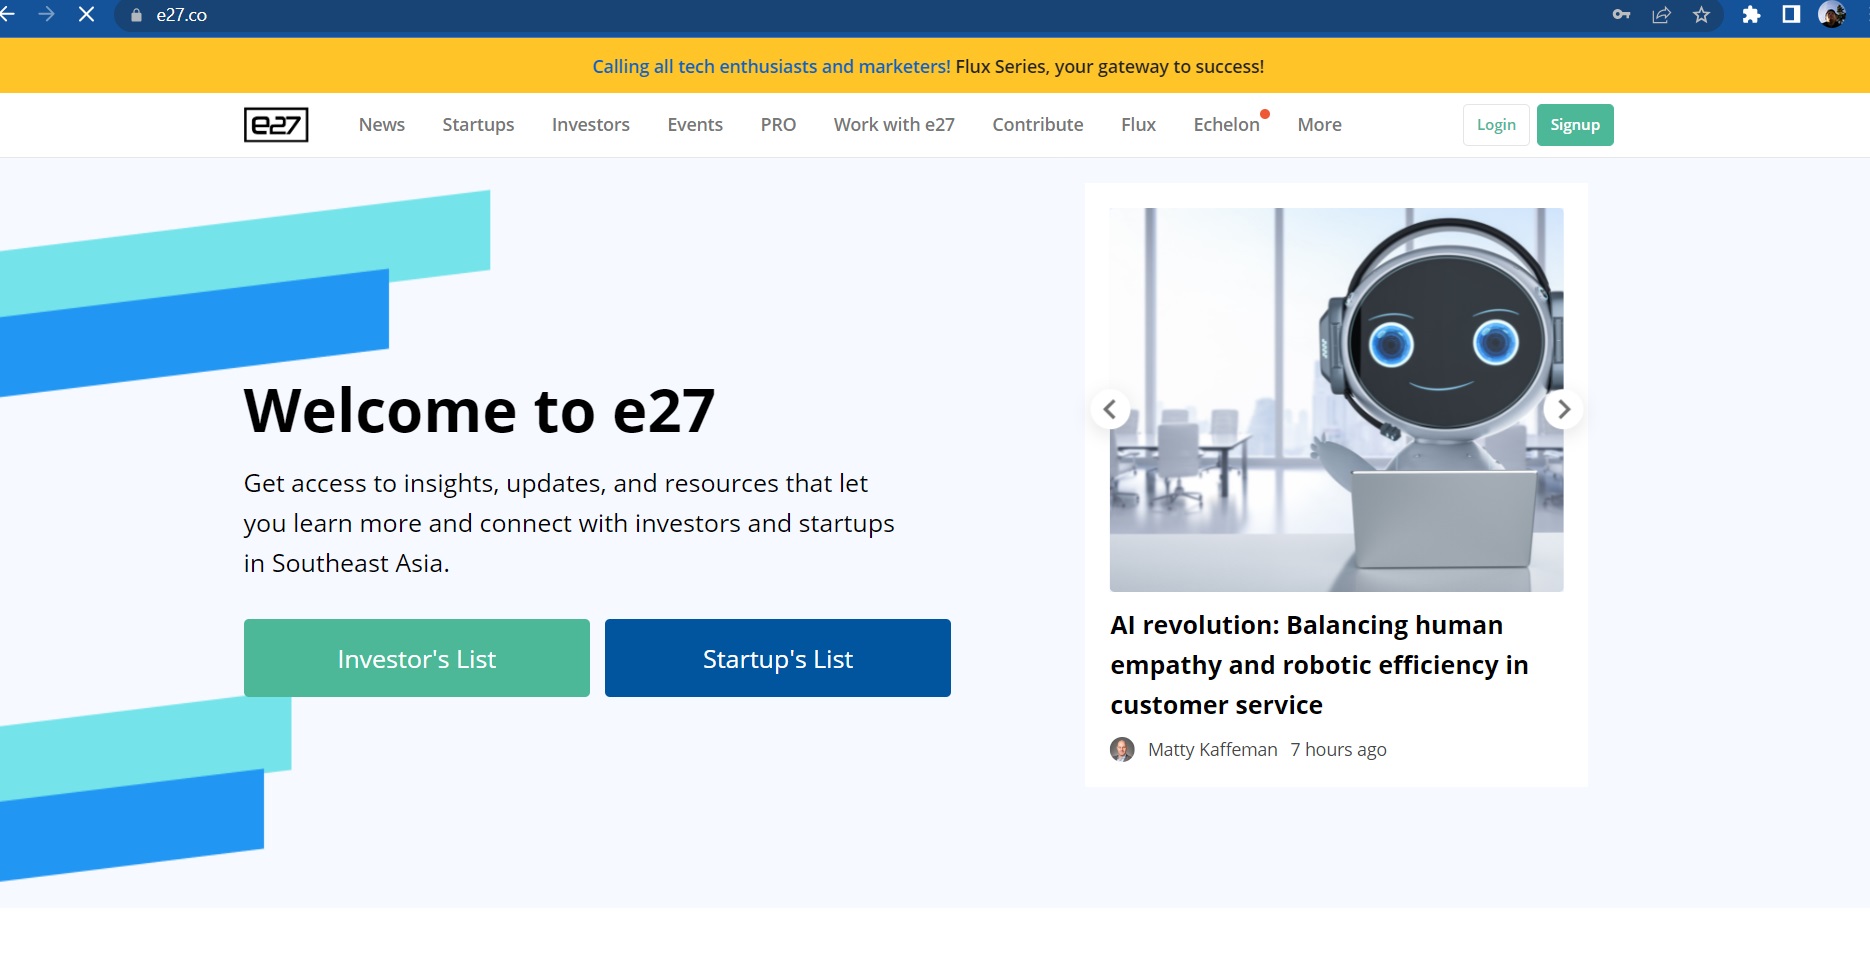 e27.co
Calling all tech enthusiasts and marketers! Flux Series, your gateway to success!
e27 News Startups Investors Events PRO Work with e27 Contribute Flux Echelon More Login Signup
Welcome to e27
Get access to insights, updates, and resources that let
you learn more and connect with investors and startups
in Southeast Asia.
Investor's List Startup's List
AI revolution: Balancing human
empathy and robotic efficiency in
customer service
Matty Kaffeman 7 hours ago